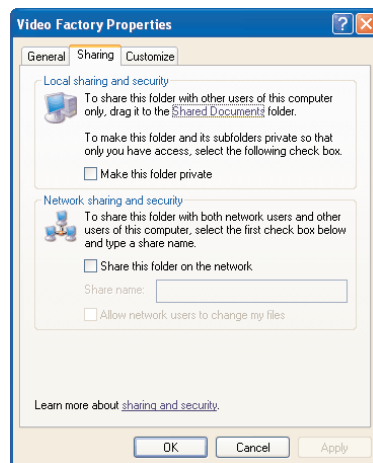 Video Factory Properties
General Sharing Customize
Local sharing and security
To share this folder with other users of this computer
only, drag it to the Shared Documents folder.
To make this folder and its subfolders private so that
only you have access, select the following check box.
Make this folder private
Network sharing and security
To share this folder with both network users and other
users of this computer, select the first check box below
and type a share name.
Share this folder on the network
Share name:
Allow network users to change my files
Learn more about sharing and security.
OK Cancel Apply